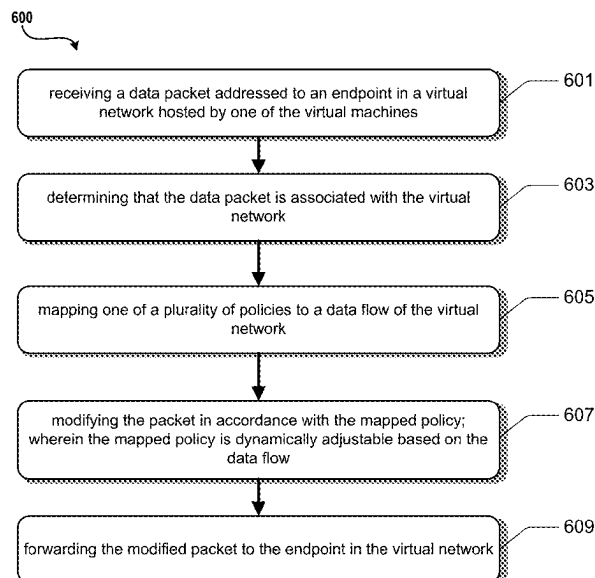 600
receiving a data packet addressed to an endpoint in a virtual
network hosted by one of the virtual machines
601
determining that the data packet is associated with the virtual
network
603
mapping one of a plurality of policies to a data flow of the virtual
network
605
modifying the packet in accordance with the mapped policy;
wherein the mapped policy is dynamically adjustable based on the
data flow
607
forwarding the modified packet to the endpoint in the virtual network
609